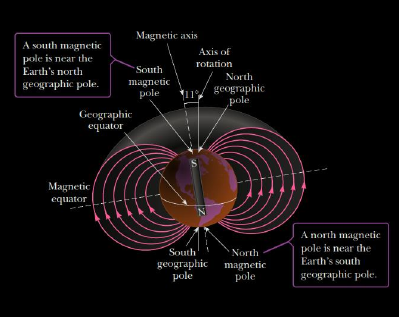 Magnetic axis
A south magnetic
pole is near the
Earth's north
geographic pole.
Axis of
rotation
South
magnetic
pole
North
geographic
pole
11°
Geographic
equator
S
Magnetic
equator
N
South
geographic
pole
North
magnetic
pole
A north magnetic
pole is near the
Earth's south
geographic pole.